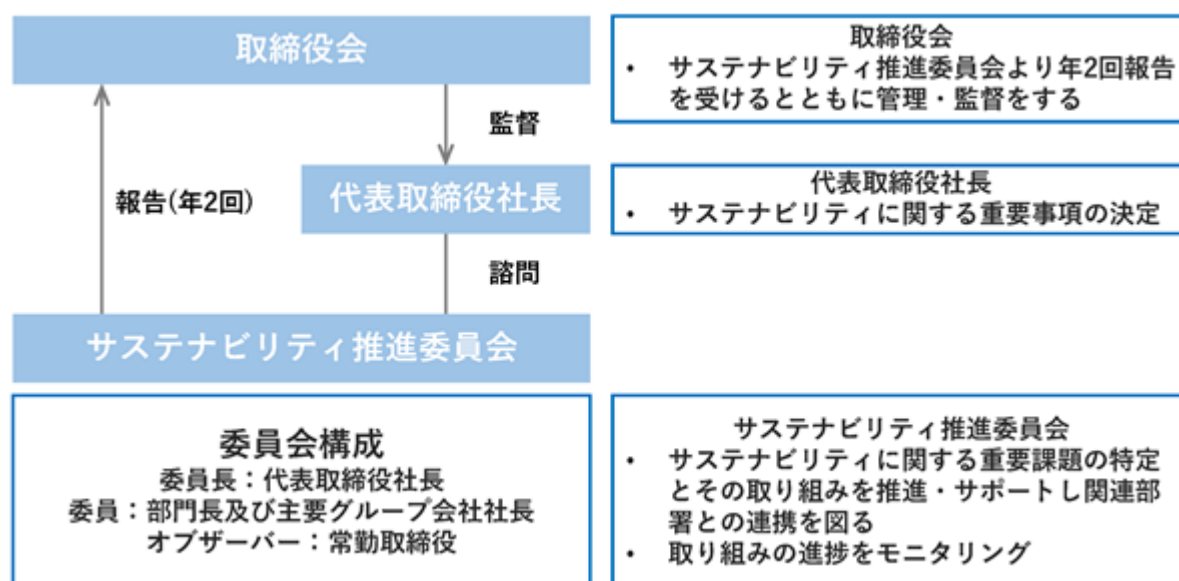 取締役会
監督
報告(年2回)
代表取締役社長
諮問
サステナビリティ推進委員会
委員会構成
委員長：代表取締役社長
委員：部門長及び主要グループ会社社長
オブザーバー：常勤取締役
取締役会
• サステナビリティ推進委員会より年2回報告
を受けるとともに管理・監督をする
代表取締役社長
• サステナビリティに関する重要事項の決定
サステナビリティ推進委員会
• サステナビリティに関する重要課題の特定
とその取り組みを推進・サポートし関連部
署との連携を図る
• 取り組みの進捗をモニタリング